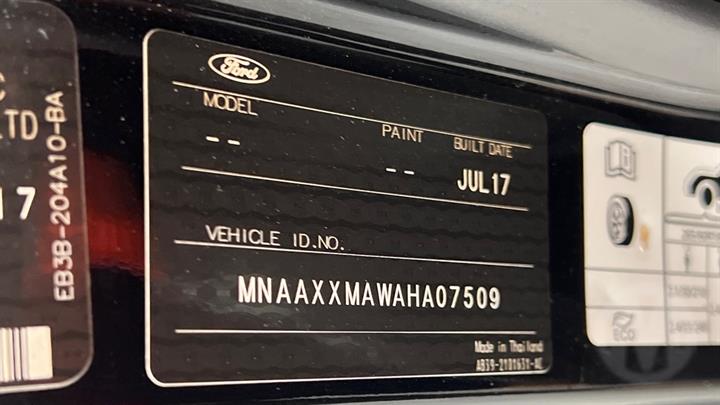 LTD
17
EB3B-204A10-BA
Ford
MODEL
--
PAINT
--
BUILT DATE
JUL17
VEHICLE ID.NO.
MNAAXXMAWAHA07509
Made in Thailand
AB39-2101631-AE
ECO